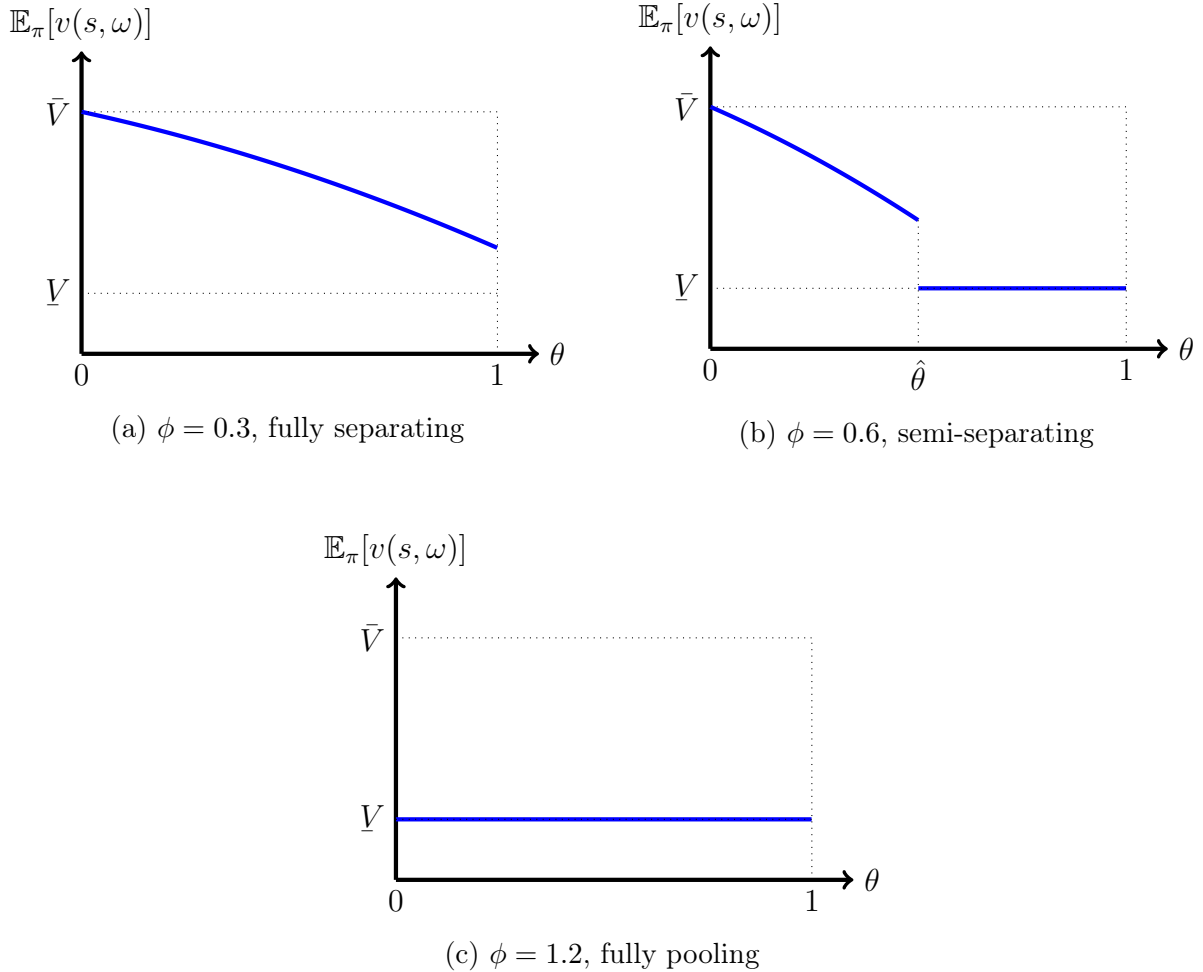 𝔼_π[v(s, ω)]
V̄
V̲
0
1
θ
(a) ϕ = 0.3, fully separating
𝔼_π[v(s, ω)]
V̄
V̲
0
θ̂
1
θ
(b) ϕ = 0.6, semi-separating
𝔼_π[v(s, ω)]
V̄
V̲
0
1
θ
(c) ϕ = 1.2, fully pooling